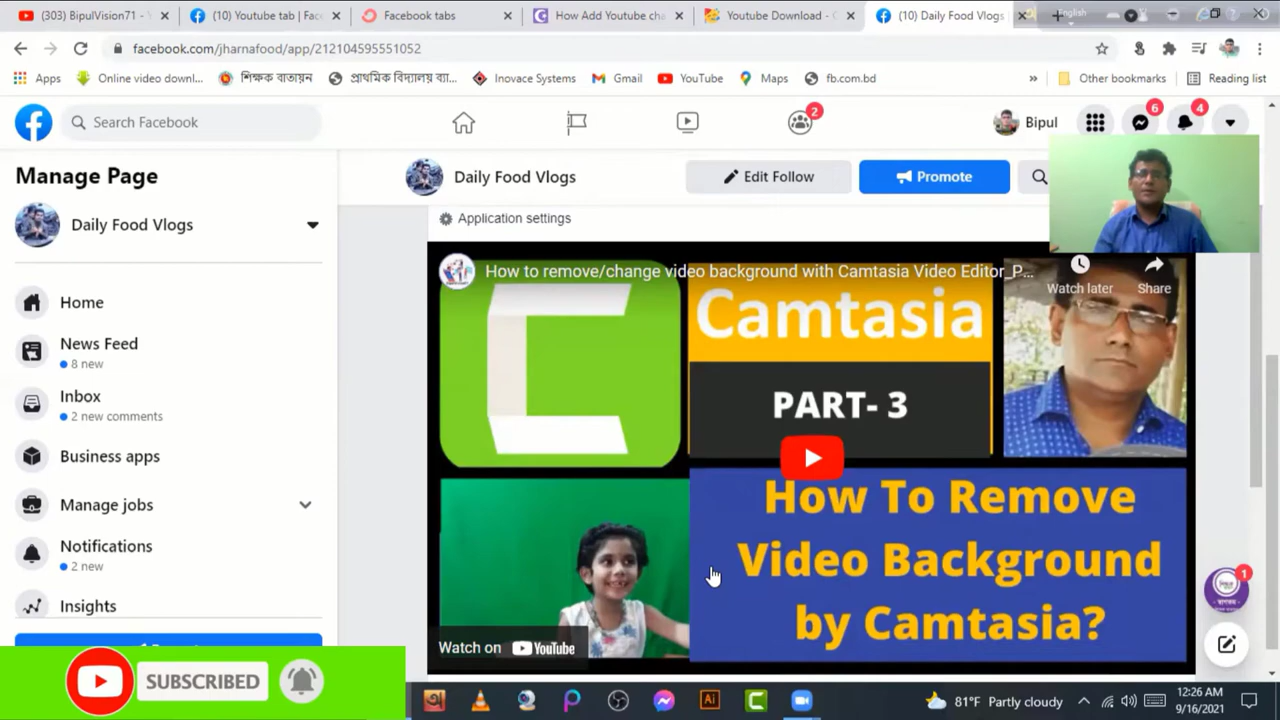 (303) BipulVision71 - Y
(10) Youtube tab | Fac
Facebook tabs
How Add Youtube cha
Youtube Download - C
(10) Daily Food Vlogs |
English
facebook.com/jharnafood/app/212104595551052
Apps
Online video downl...
শিক্ষক বাতায়ন
প্রাথমিক বিদ্যালয় ব্যা...
Inovace Systems
Gmail
YouTube
Maps
fb.com.bd
»
Other bookmarks
Reading list
Search Facebook
2
Bipul
6
4
Manage Page
Daily Food Vlogs
Edit Follow
Promote
Daily Food Vlogs
Application settings
How to remove/change video background with Camtasia Video Editor_P...
Watch later
Share
Camtasia
PART- 3
How To Remove
Video Background
by Camtasia?
Watch on YouTube
Home
News Feed
8 new
Inbox
2 new comments
Business apps
Manage jobs
Notifications
2 new
Insights
1
SUBSCRIBED
Ai
81°F Partly cloudy
12:26 AM
9/16/2021